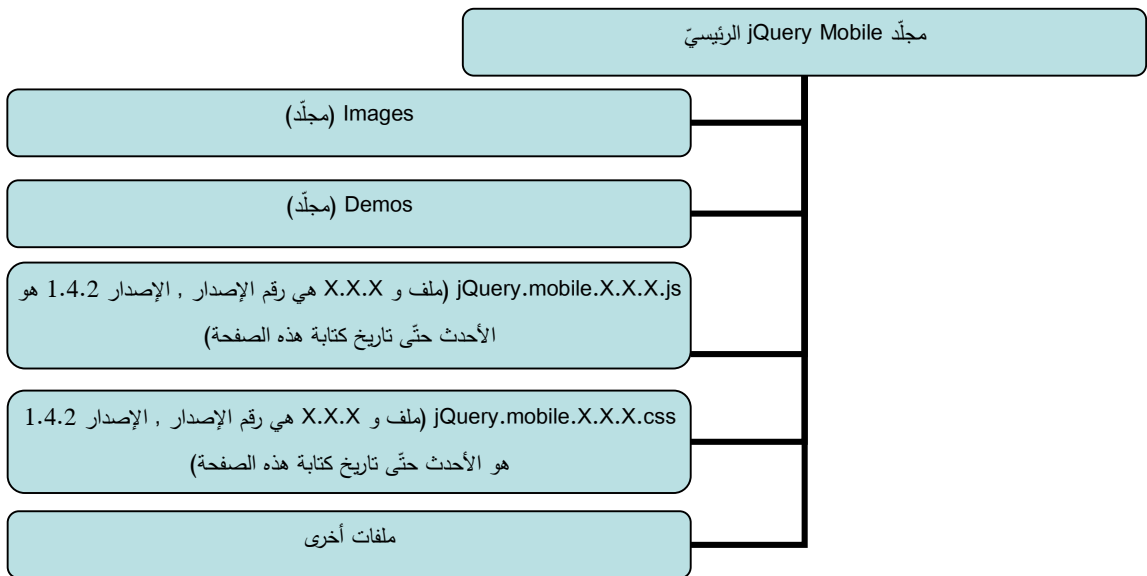 مجلّد jQuery Mobile الرئيسيّ
Images (مجلّد)
Demos (مجلّد)
jQuery.mobile.X.X.X.js (ملف و X.X.X هي رقم الإصدار , الإصدار 1.4.2 هو
الأحدث حتّى تاريخ كتابة هذه الصفحة)
jQuery.mobile.X.X.X.css (ملف و X.X.X هي رقم الإصدار , الإصدار 1.4.2
هو الأحدث حتّى تاريخ كتابة هذه الصفحة)
ملفات أخرى